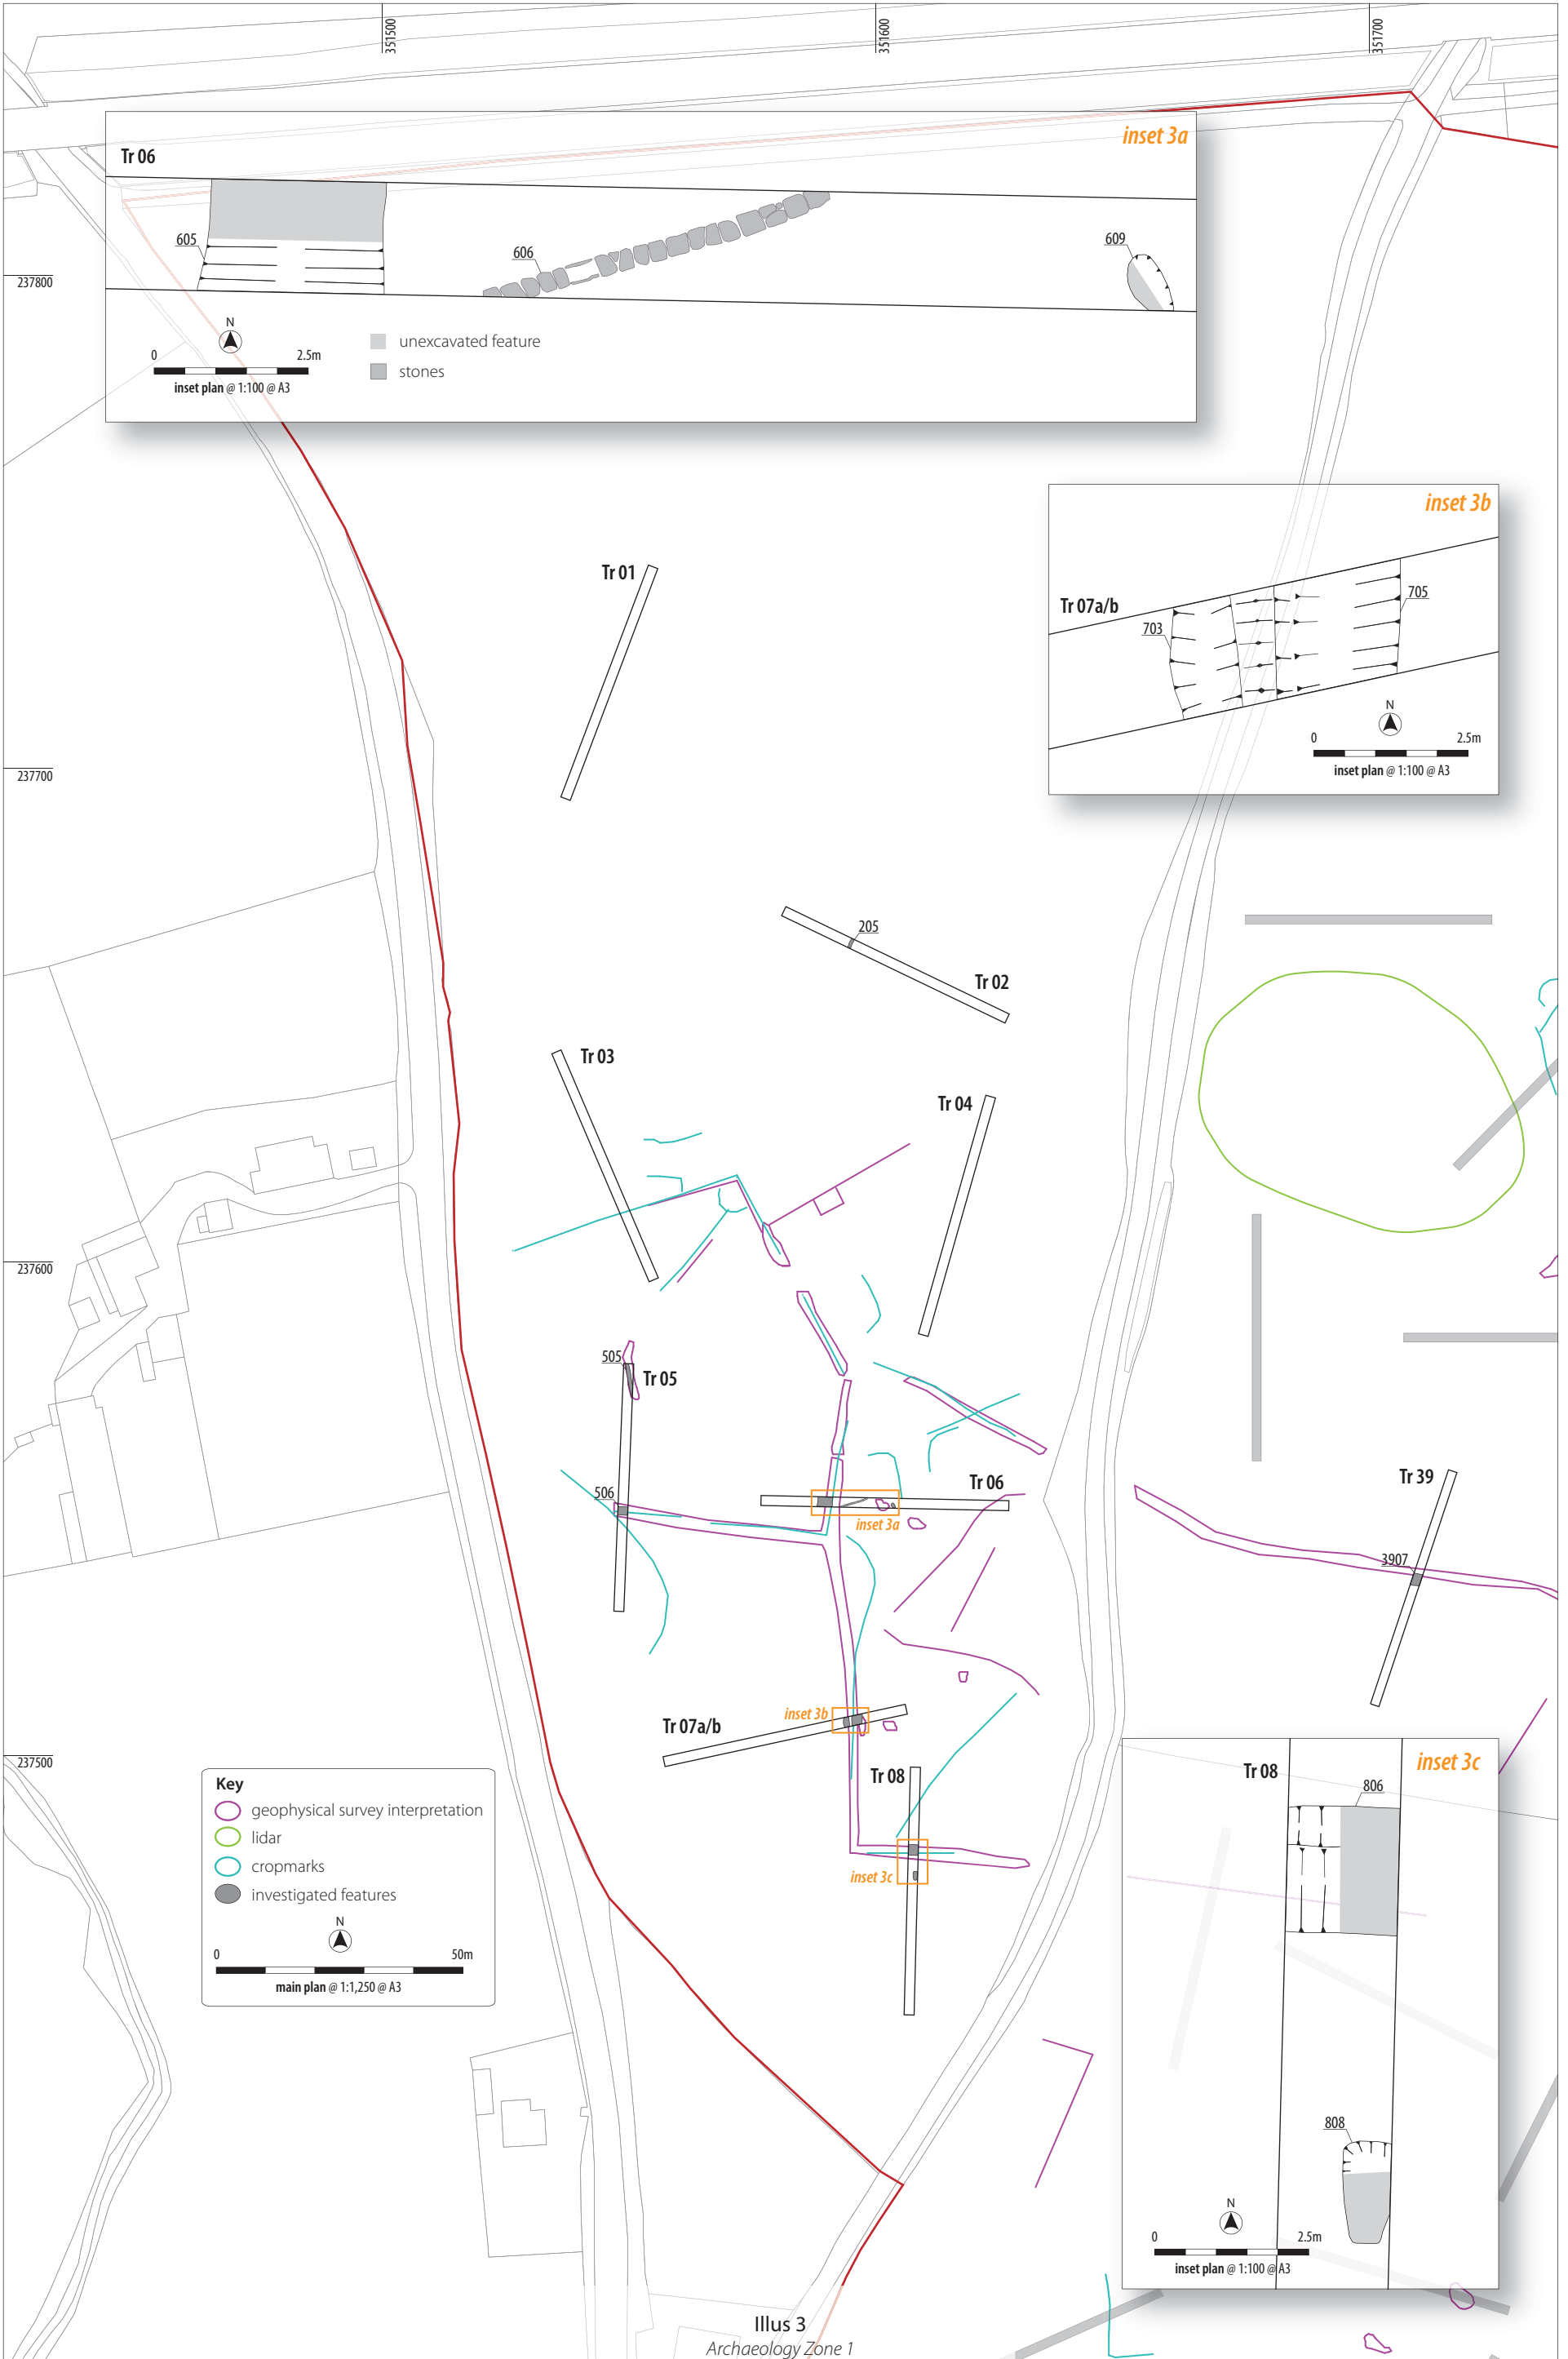 351500
351600
351700
inset 3a
Tr 06
605
606
609
237800
N
0 2.5m
inset plan @ 1:100 @ A3
unexcavated feature
stones
inset 3b
Tr 01
Tr 07a/b
705
703
N
0 2.5m
inset plan @ 1:100 @ A3
237700
205
Tr 02
Tr 03
Tr 04
237600
505
Tr 05
506
Tr 06
inset 3a
Tr 39
3907
inset 3b
Tr 07a/b
237500
Tr 08
inset 3c
Key
geophysical survey interpretation
lidar
cropmarks
investigated features
N
0 50m
main plan @ 1:1,250 @ A3
inset 3c
Tr 08
806
808
N
0 2.5m
inset plan @ 1:100 @ A3
Illus 3
Archaeology Zone 1